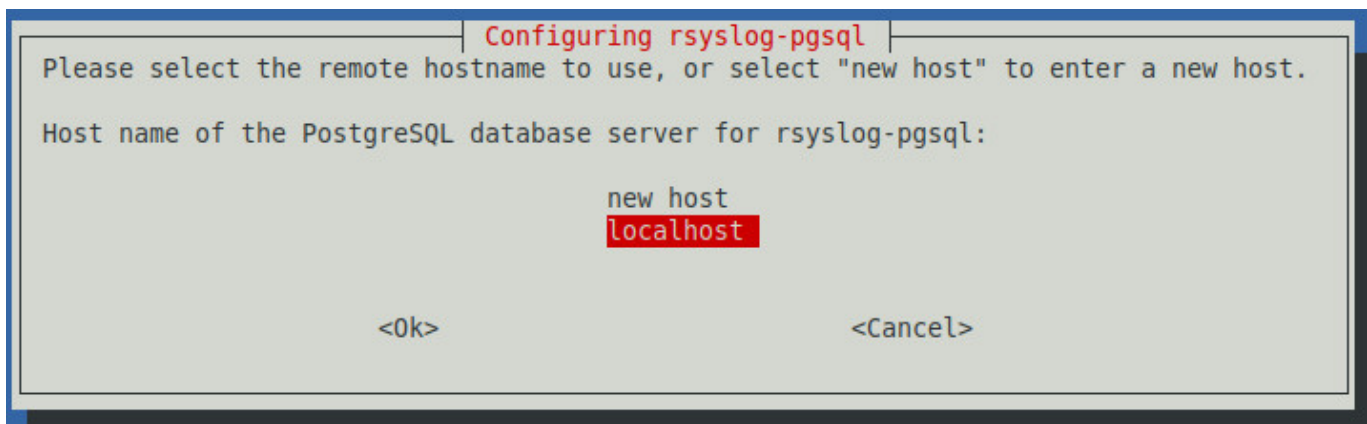 Configuring rsyslog-pgsql
Please select the remote hostname to use, or select "new host" to enter a new host.
Host name of the PostgreSQL database server for rsyslog-pgsql:
new host
localhost
<Ok> <Cancel>